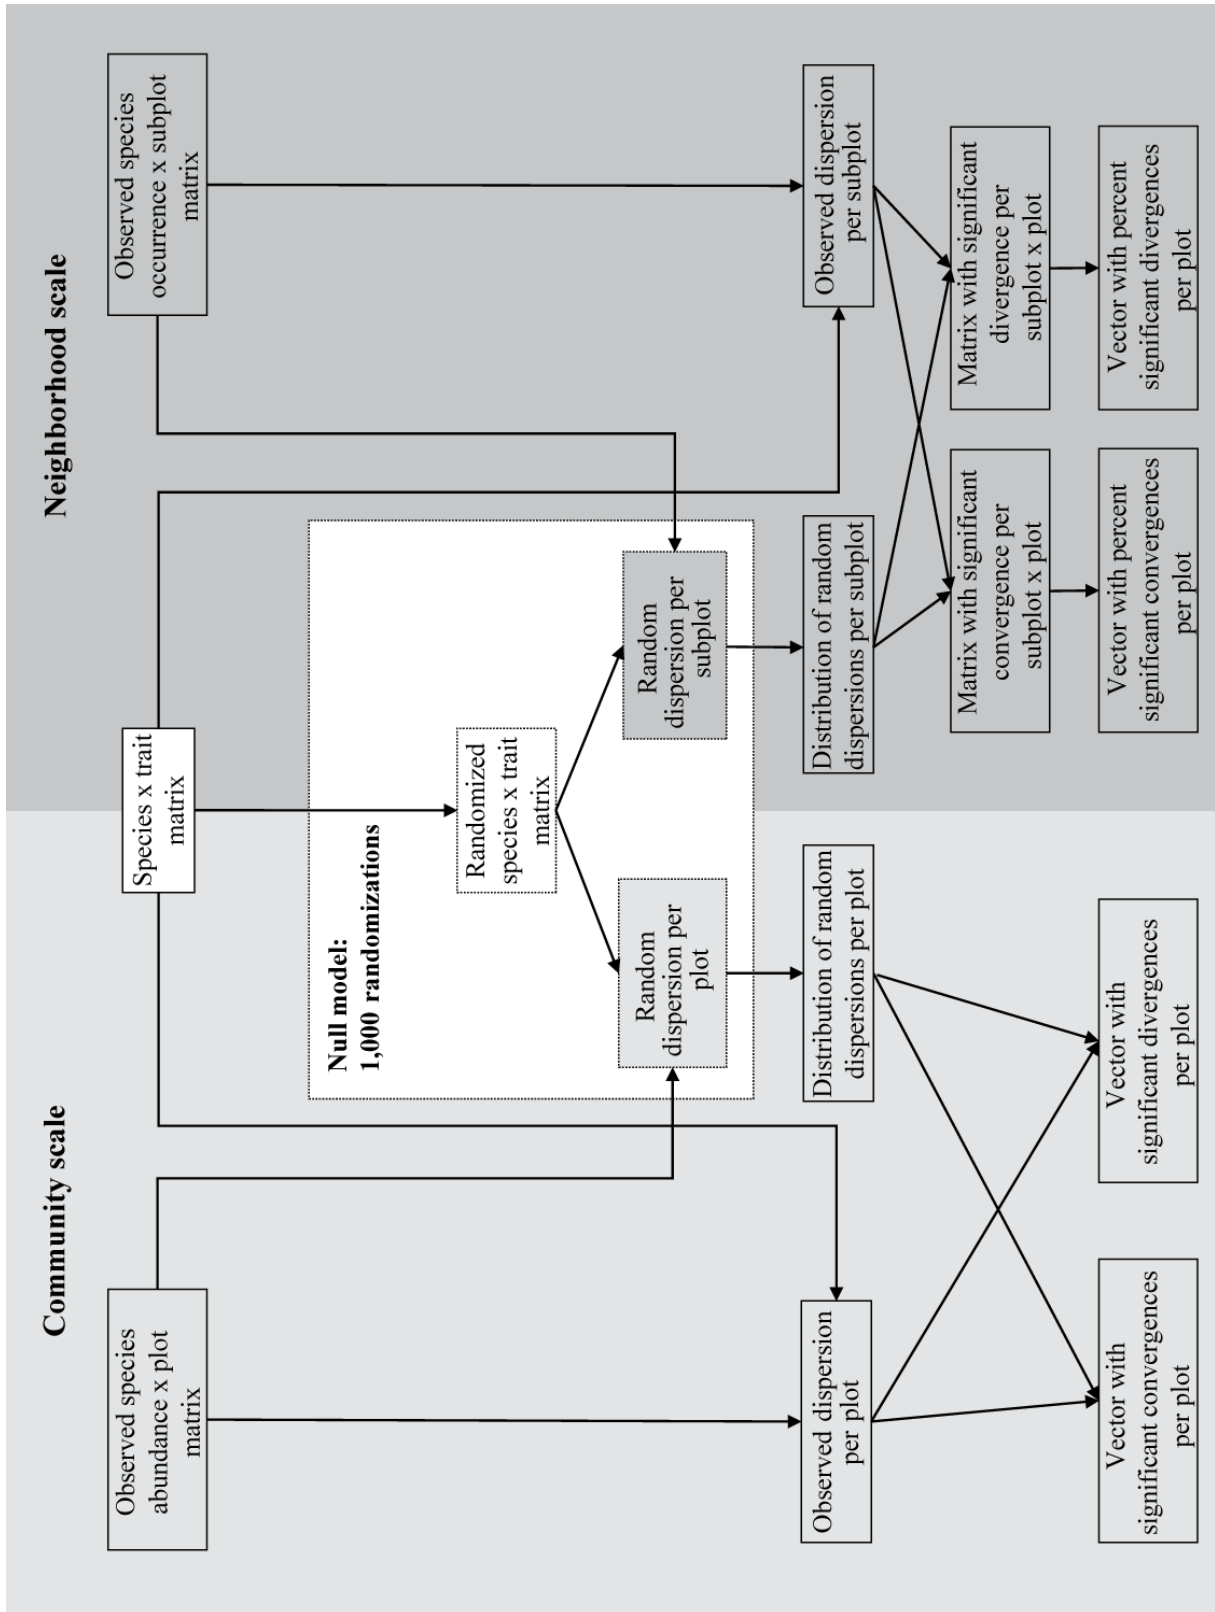 Community scale
Neighborhood scale
Observed species
abundance x plot
matrix
Species x trait
matrix
Observed species
occurrence x subplot
matrix
Null model:
1,000 randomizations
Randomized
species x trait
matrix
Random
dispersion per
plot
Random
dispersion per
subplot
Observed dispersion
per plot
Distribution of random
dispersions per plot
Distribution of random
dispersions per subplot
Observed dispersion
per subplot
Matrix with significant
convergence per
subplot x plot
Matrix with significant
divergence per
subplot x plot
Vector with
significant convergences
per plot
Vector with
significant divergences
per plot
Vector with percent
significant convergences
per plot
Vector with percent
significant divergences
per plot